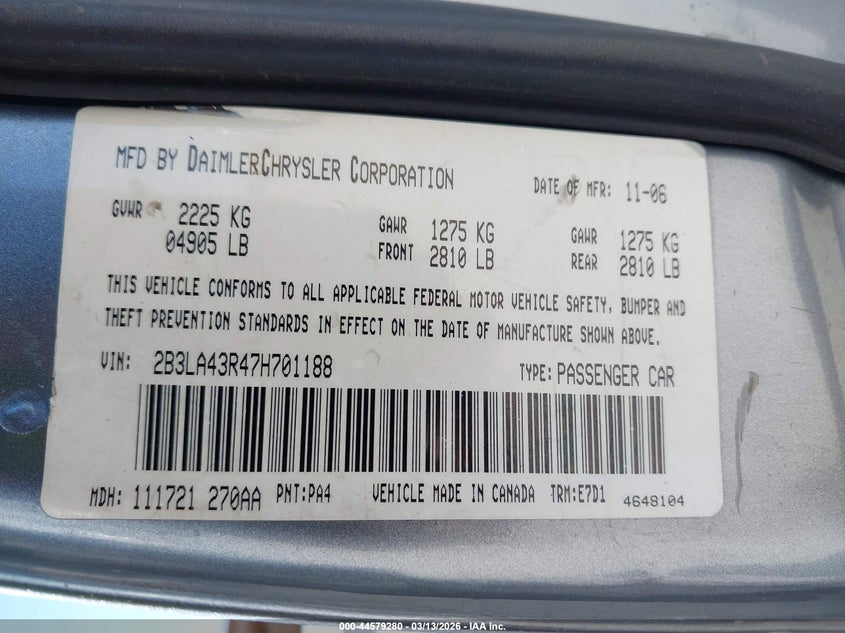 MFD BY DAIMLERCHRYSLER CORPORATION
DATE OF MFR: 11-06
GVWR 2225 KG
04905 LB
GAWR FRONT 1275 KG
2810 LB
GAWR REAR 1275 KG
2810 LB
THIS VEHICLE CONFORMS TO ALL APPLICABLE FEDERAL MOTOR VEHICLE SAFETY, BUMPER AND
THEFT PREVENTION STANDARDS IN EFFECT ON THE DATE OF MANUFACTURE SHOWN ABOVE.
VIN: 2B3LA43R47H701188 TYPE: PASSENGER CAR
MDH: 111721 270AA PNT:PA4 VEHICLE MADE IN CANADA TRM:E7D1 4648104
000-44579280 - 03/13/2026 - IAA Inc.